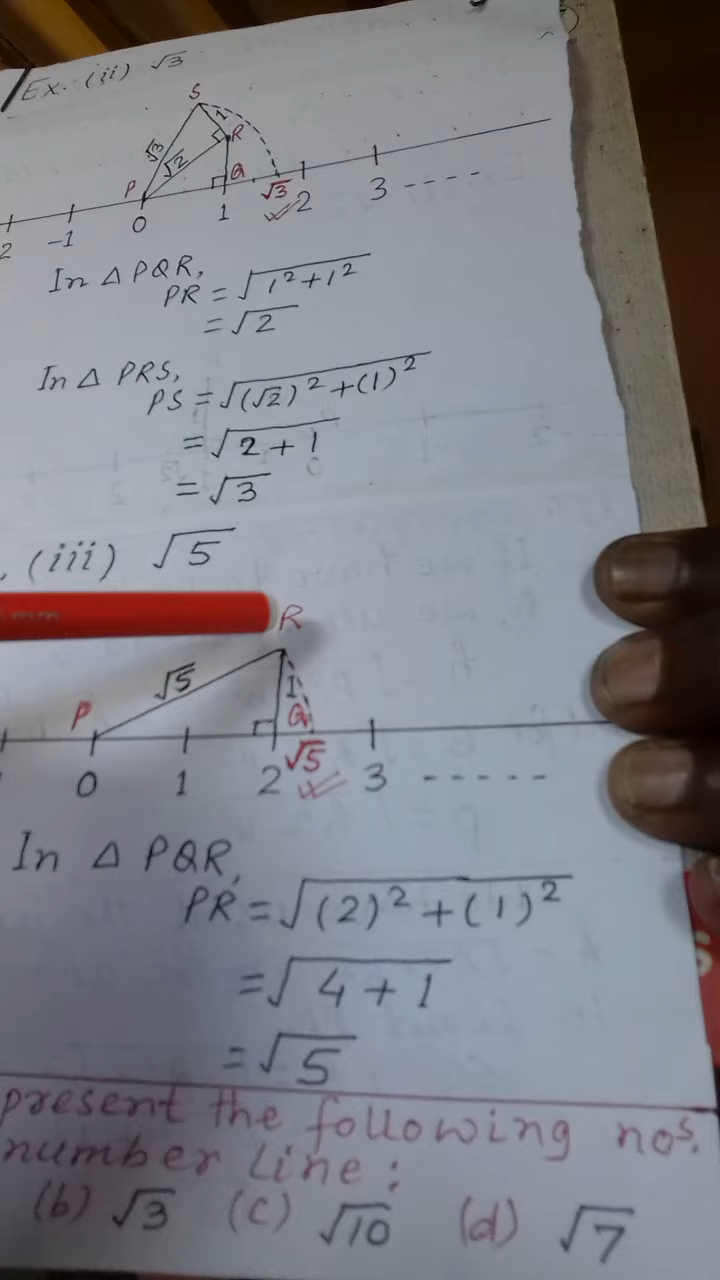 Ex. (ii) √3
S
1
R
√3
√2
P
Q
√3
2 -1 0 1 2 3 ----
In △ PQR,
PR = √1² + 1²
= √2
In △ PRS,
PS = √(√2)² + (1)²
= √2 + 1
= √3
. (iii) √5
mm
R
√5
1
P
Q
√5
0 1 2 3 -----
In △ PQR,
PR = √(2)² + (1)²
= √4 + 1
= √5
present the following nos.
number line :
(b) √3 (c) √10 (d) √7